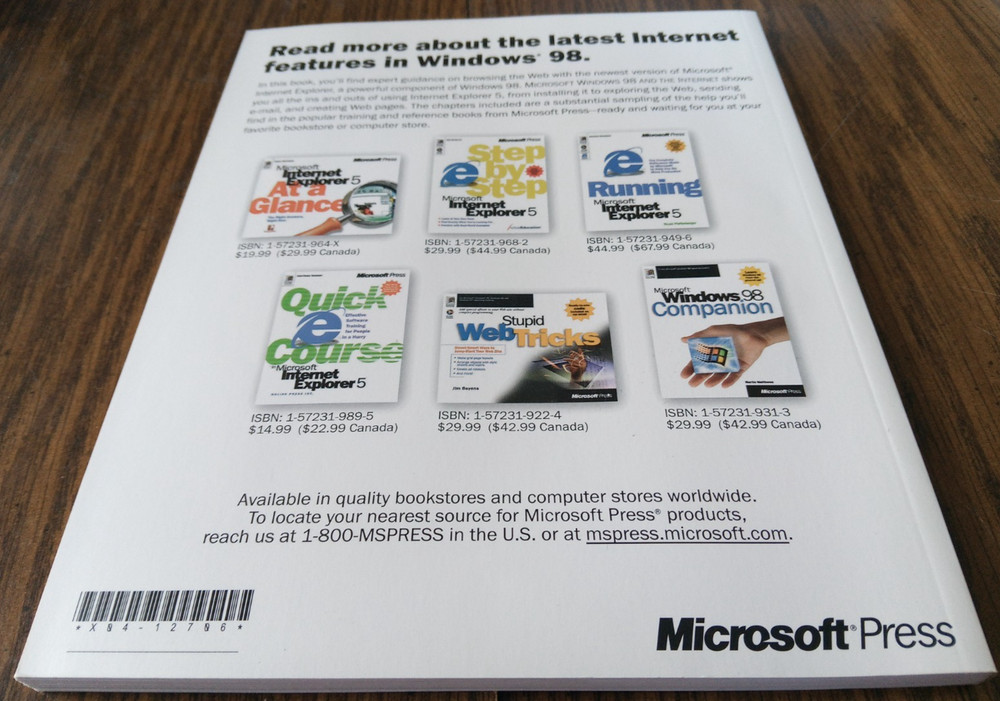 Read more about the latest Internet
features in Windows® 98.
In this book, you'll find expert guidance on browsing the Web with the newest version of Microsoft®
Internet Explorer, a powerful component of Windows 98. MICROSOFT WINDOWS 98 AND THE INTERNET shows
you all the ins and outs of using Internet Explorer 5, from installing it to exploring the Web, sending
e-mail, and creating Web pages. The chapters included are a substantial sampling of the help you'll
find in the popular training and reference books from Microsoft Press—ready and waiting for you at your
favorite bookstore or computer store.
Microsoft Press
Microsoft
Internet
Explorer 5
At a
Glance
ISBN: 1-57231-964-X
$19.99 ($29.99 Canada)
Step
by
Step
Microsoft
Internet
Explorer 5
ISBN: 1-57231-968-2
$29.99 ($44.99 Canada)
Running
Microsoft
Internet
Explorer 5
ISBN: 1-57231-949-6
$44.99 ($67.99 Canada)
Microsoft Press
Quick
Effective
Software
Training
for People
in a Hurry
Course
Microsoft
Internet
Explorer 5
ISBN: 1-57231-989-5
$14.99 ($22.99 Canada)
Stupid
Web Tricks
Jim Buyens
Microsoft Press
ISBN: 1-57231-922-4
$29.99 ($42.99 Canada)
Microsoft
Windows 98
Companion
Microsoft Press
ISBN: 1-57231-931-3
$29.99 ($42.99 Canada)
Available in quality bookstores and computer stores worldwide.
To locate your nearest source for Microsoft Press® products,
reach us at 1-800-MSPRESS in the U.S. or at mspress.microsoft.com.
*X04-12706*
Microsoft® Press